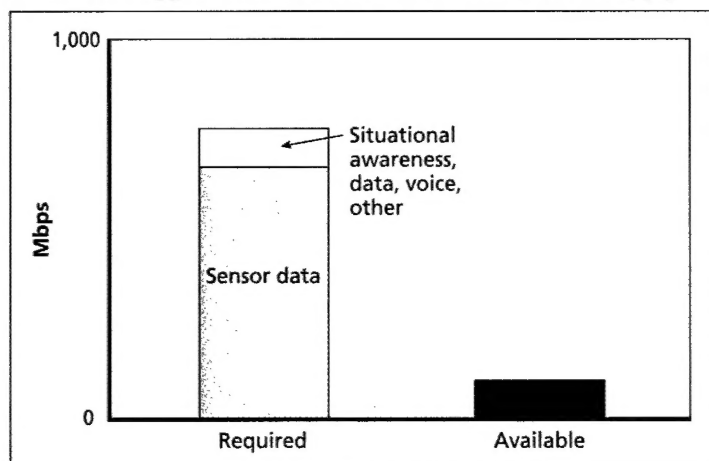 1,000
Mbps
0
Situational
awareness,
data, voice,
other
Sensor data
Required
Available